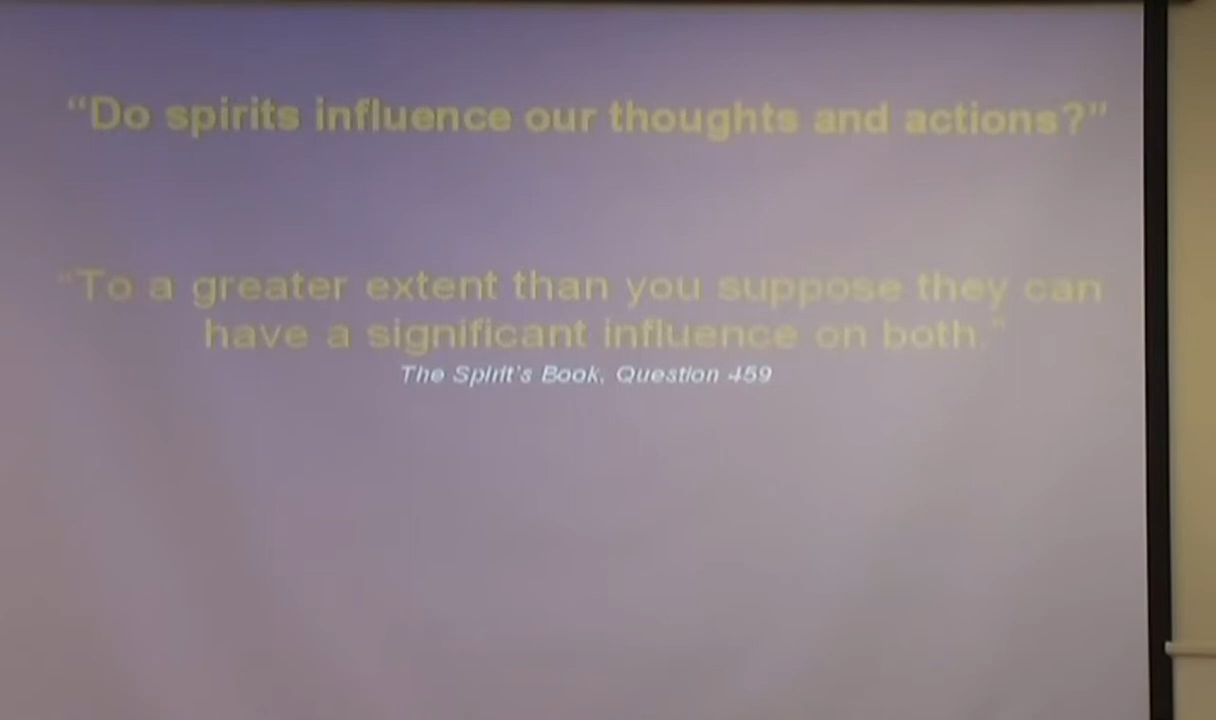 “Do spirits influence our thoughts and actions?”
“To a greater extent than you suppose they can
have a significant influence on both.”
The Spirit's Book, Question 459